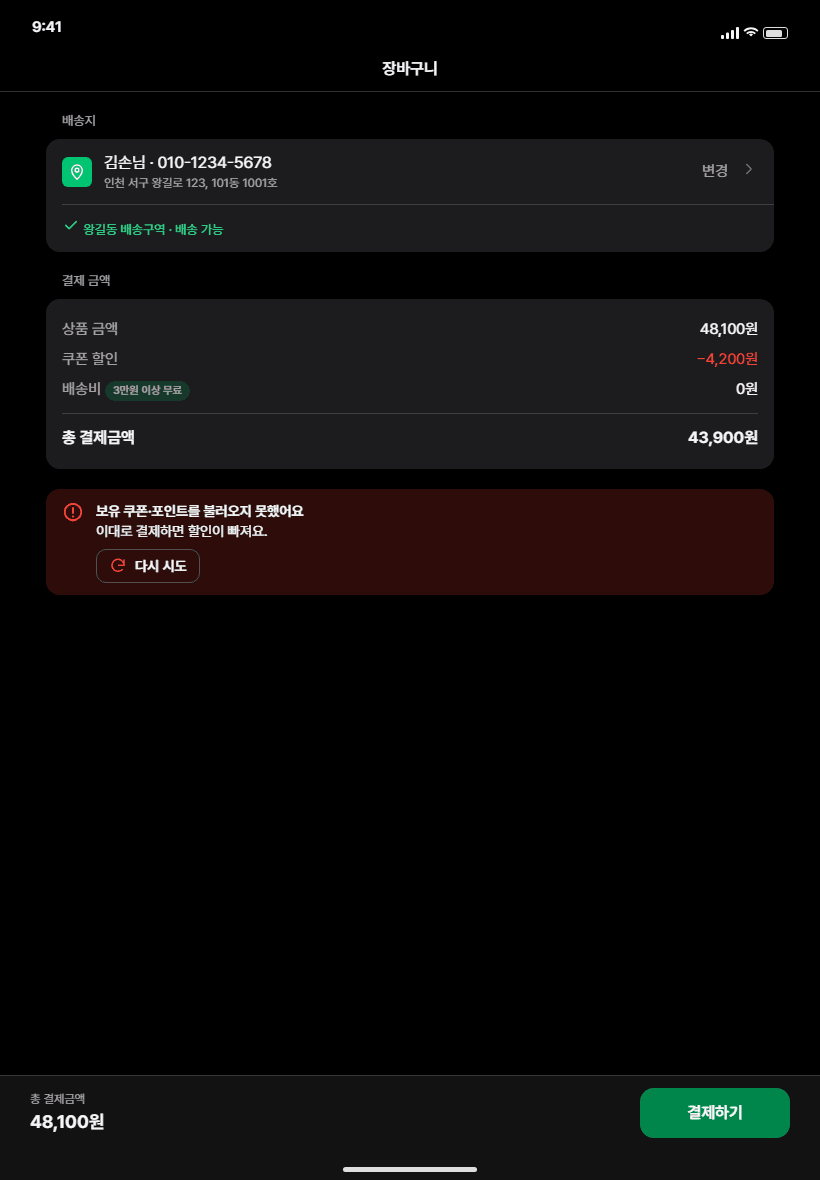 9:41
장바구니
배송지
김손님 · 010-1234-5678
인천 서구 왕길로 123, 101동 1001호
변경
왕길동 배송구역 · 배송 가능
결제 금액
상품 금액 48,100원
쿠폰 할인 −4,200원
배송비 3만원 이상 무료 0원
총 결제금액 43,900원
보유 쿠폰·포인트를 불러오지 못했어요
이대로 결제하면 할인이 빠져요.
다시 시도
총 결제금액
48,100원
결제하기